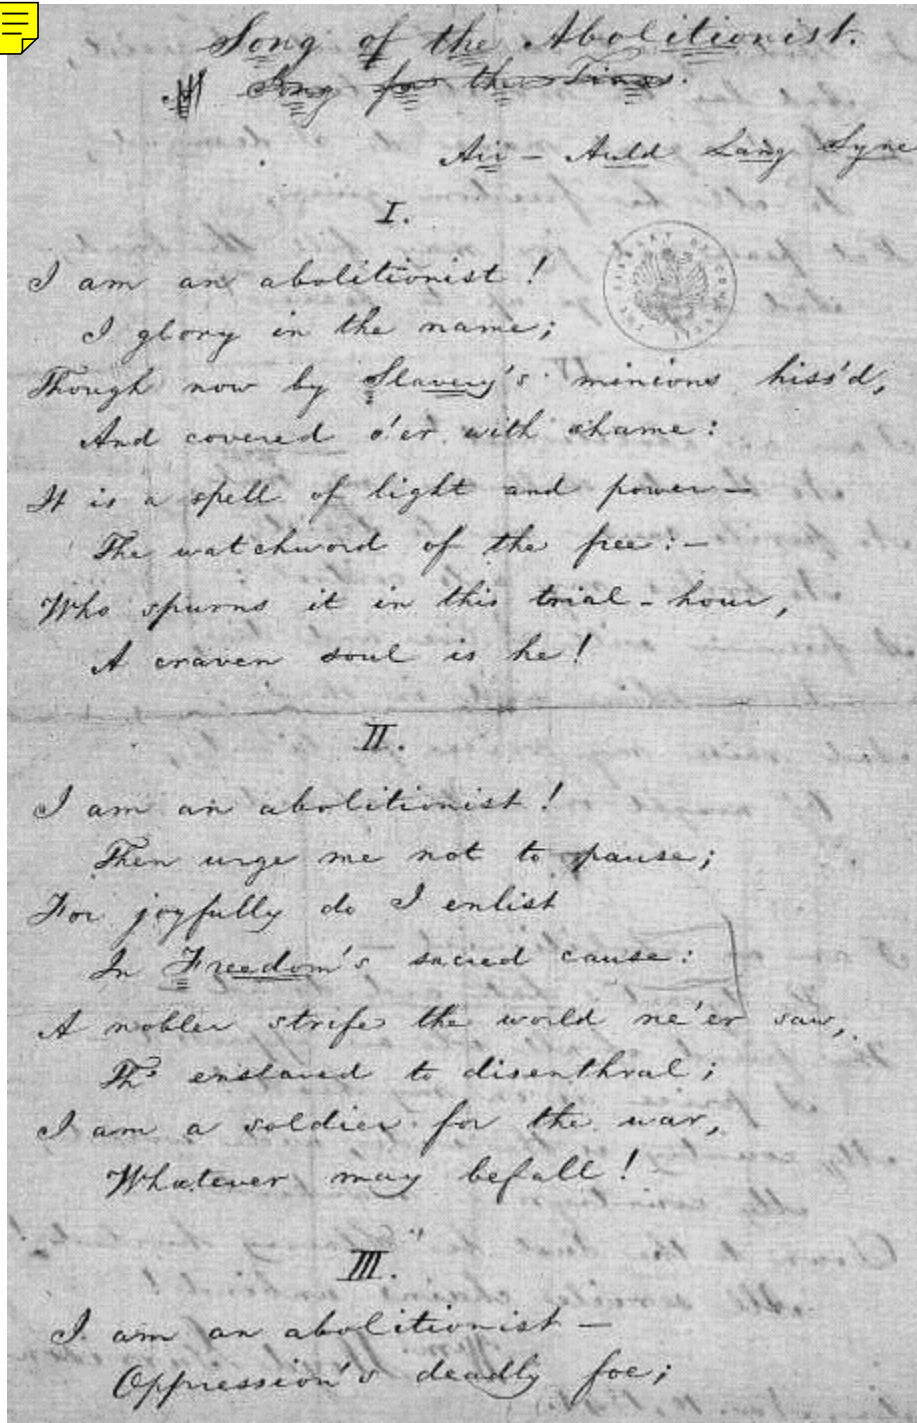 Song of the Abolitionist.
Song for the Times.
Air – Auld Lang Syne
I.
I am an abolitionist!
I glory in the name;
Though now by Slavery's minions hiss'd,
And covered o'er with shame:
It is a spell of light and power —
The watchword of the free: —
Who spurns it in this trial-hour,
A craven soul is he!
II.
I am an abolitionist!
Then urge me not to pause;
For joyfully do I enlist
In Freedom's sacred cause:
A nobler strife the world ne'er saw,
Th' enslaved to disenthral;
I am a soldier for the war,
Whatever may befall!
III.
I am an abolitionist —
Oppression's deadly foe;